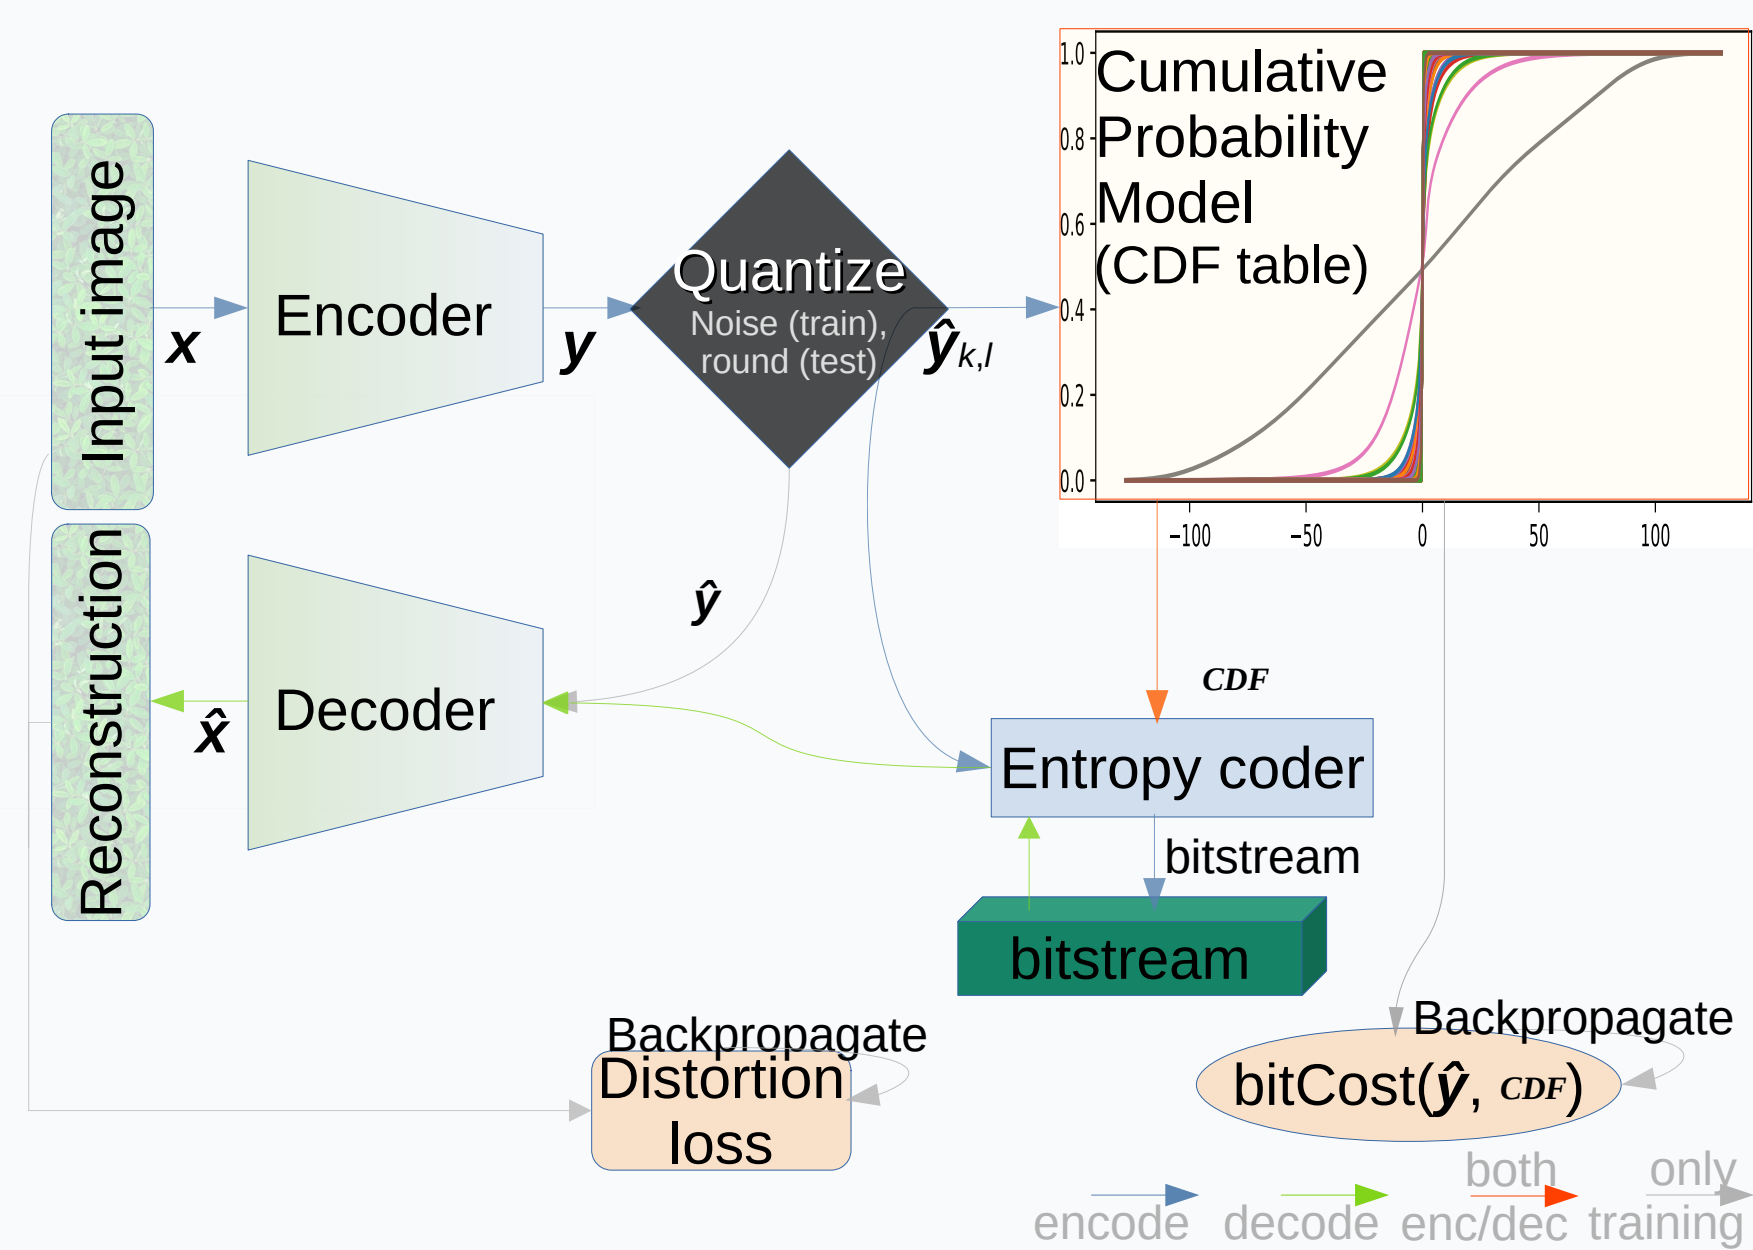 Input image
x
Encoder
y
Quantize
Noise (train),
round (test)
ŷk,l
Cumulative
Probability
Model
(CDF table)
1.0
0.8
0.6
0.4
0.2
0.0
−100 −50 0 50 100
Reconstruction
x̂
Decoder
ŷ
CDF
Entropy coder
bitstream
bitstream
Backpropagate
Distortion
loss
Backpropagate
bitCost(ŷ, CDF)
encode
decode
both
enc/dec
only
training